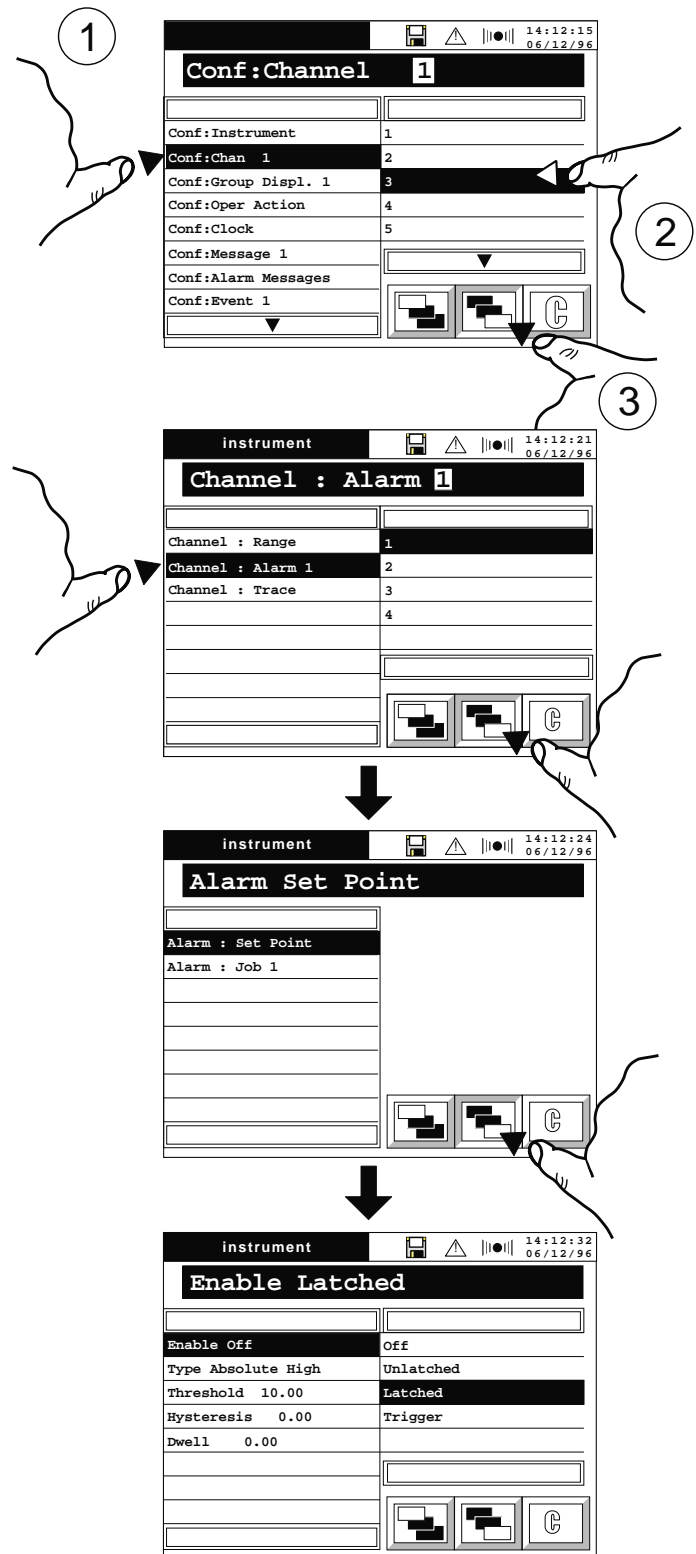 1
14:12:15
06/12/96
Conf:Channel 1
Conf:Instrument
Conf:Chan 1
Conf:Group Displ. 1
Conf:Oper Action
Conf:Clock
Conf:Message 1
Conf:Alarm Messages
Conf:Event 1
1
2
3
4
5
C
2
3
instrument
14:12:21
06/12/96
Channel : Alarm 1
Channel : Range
Channel : Alarm 1
Channel : Trace
1
2
3
4
C
instrument
14:12:24
06/12/96
Alarm Set Point
Alarm : Set Point
Alarm : Job 1
C
instrument
14:12:32
06/12/96
Enable Latched
Enable Off
Type Absolute High
Threshold 10.00
Hysteresis 0.00
Dwell 0.00
Off
Unlatched
Latched
Trigger
C